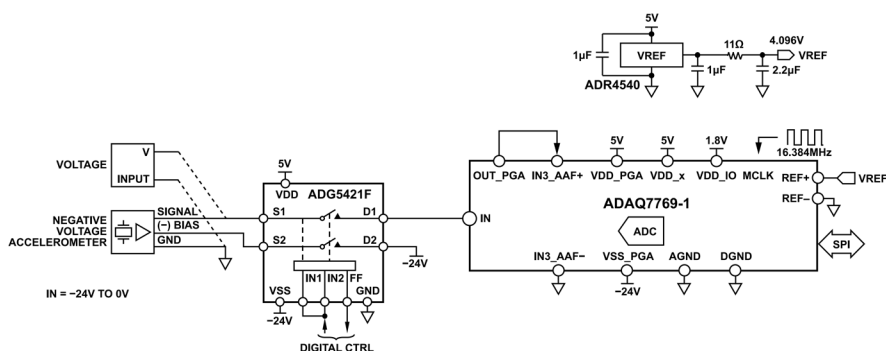 5V
1µF
VREF
11Ω
4.096V
VREF
1µF
2.2µF
ADR4540
VOLTAGE
V
INPUT
NEGATIVE
VOLTAGE
ACCELEROMETER
SIGNAL
(−) BIAS
GND
IN = −24V TO 0V
5V
VDD
ADG5421F
S1
D1
S2
D2
−24V
IN1
IN2
FF
VSS
GND
−24V
DIGITAL CTRL
5V
5V
1.8V
16.384MHz
OUT_PGA
IN3_AAF+
VDD_PGA
VDD_x
VDD_IO
MCLK
REF+
VREF
REF−
IN
ADAQ7769-1
ADC
SPI
IN3_AAF−
VSS_PGA
AGND
DGND
−24V